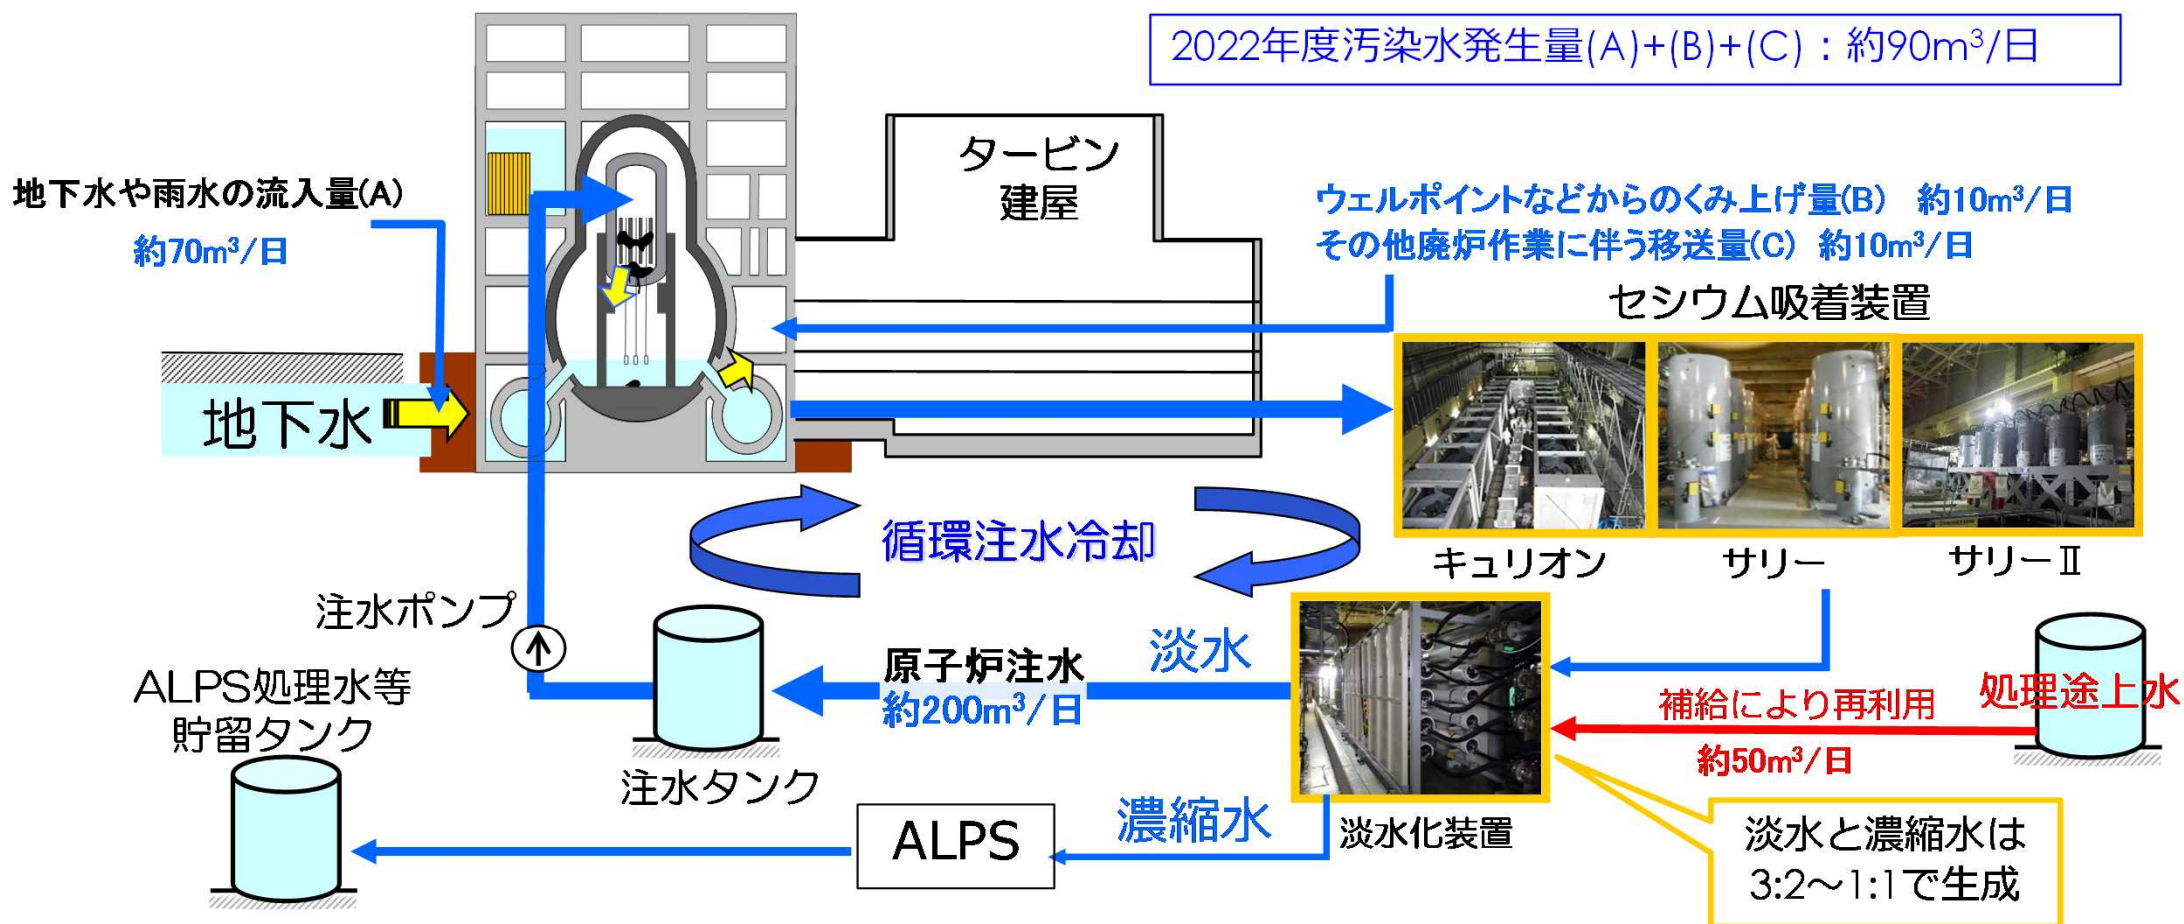 2022年度汚染水発生量(A)+(B)+(C)：約90m³/日
タービン
建屋
地下水や雨水の流入量(A)
約70m³/日
ウェルポイントなどからのくみ上げ量(B) 約10m³/日
その他廃炉作業に伴う移送量(C) 約10m³/日
セシウム吸着装置
地下水
循環注水冷却
キュリオン
サリー
サリーⅡ
注水ポンプ
淡水
原子炉注水
約200m³/日
ALPS処理水等
貯留タンク
処理途上水
補給により再利用
約50m³/日
注水タンク
濃縮水
ALPS
淡水化装置
淡水と濃縮水は
3:2～1:1で生成